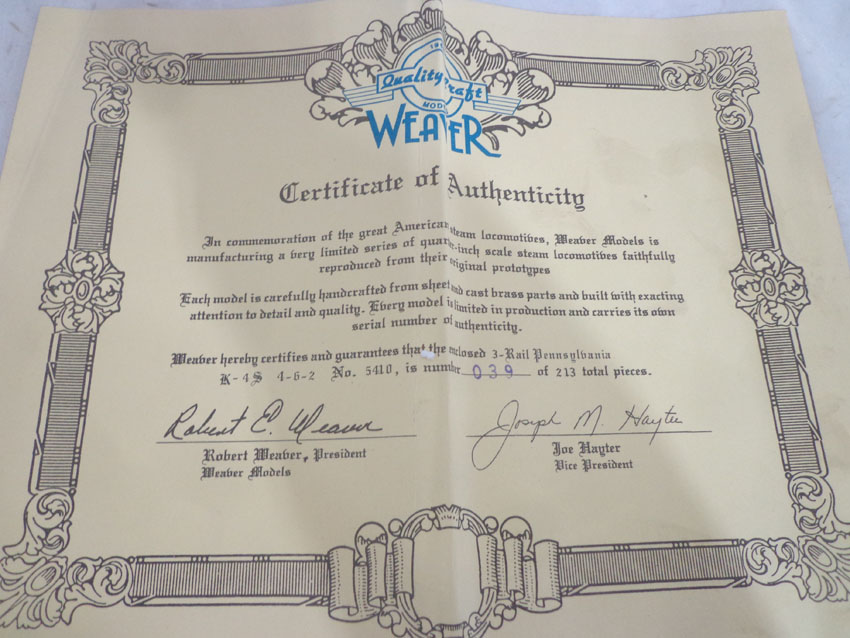 Quality Craft
MOD
WEAVER
Certificate of Authenticity
In commemoration of the great American steam locomotives, Weaver Models is
manufacturing a very limited series of quarter-inch scale steam locomotives faithfully
reproduced from their original prototypes
Each model is carefully handcrafted from sheet and cast brass parts and built with exacting
attention to detail and quality. Every model is limited in production and carries its own
serial number of authenticity.
Weaver hereby certifies and guarantees that the enclosed 3-Rail Pennsylvania
K-4S 4-6-2 No. 5410, is number 039 of 213 total pieces.
Robert E. Weaver Joseph M. Hayter
Robert Weaver, President Joe Hayter
Weaver Models Vice President